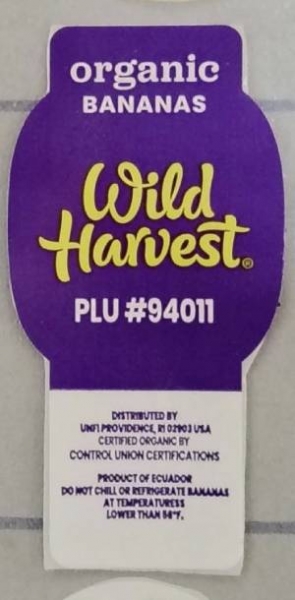 organic
BANANAS
Wild
Harvest®
PLU #94011
DISTRIBUTED BY
UNFI PROVIDENCE, RI 02903 USA
CERTIFIED ORGANIC BY
CONTROL UNION CERTIFICATIONS
PRODUCT OF ECUADOR
DO NOT CHILL OR REFRIGERATE BANANAS
AT TEMPERATURESS
LOWER THAN 58°F.